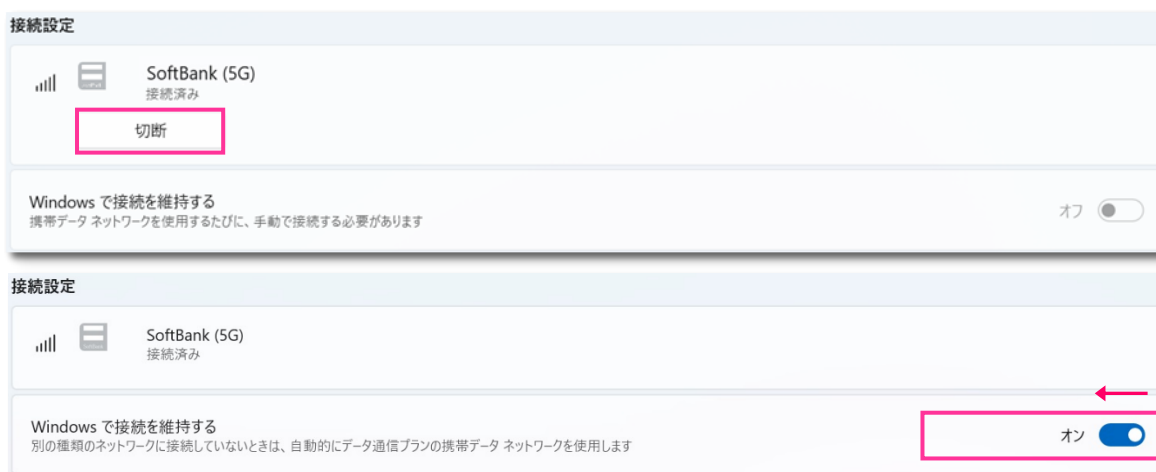 接続設定
SoftBank (5G)
接続済み
切断
Windows で接続を維持する
携帯データ ネットワークを使用するたびに、手動で接続する必要があります
オフ
接続設定
SoftBank (5G)
接続済み
Windows で接続を維持する
別の種類のネットワークに接続していないときは、自動的にデータ通信プランの携帯データ ネットワークを使用します
オン